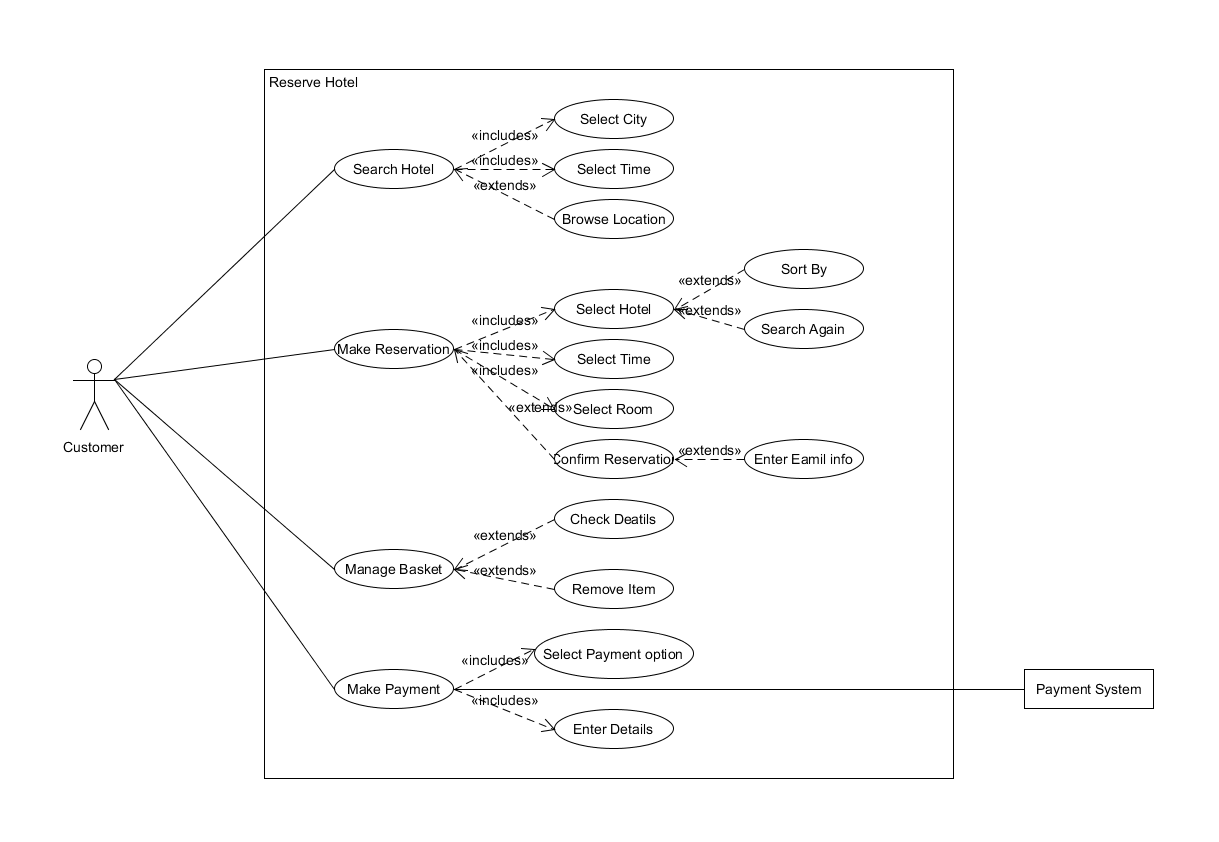 Reserve Hotel
Select City
«includes»
Search Hotel
«includes»
Select Time
«extends»
Browse Location
Sort By
«extends»
Select Hotel
«extends»
«includes»
Search Again
Make Reservation
«includes»
Select Time
«includes»
«extends»
Select Room
Customer
Confirm Reservation
«extends»
Enter Eamil info
Check Deatils
«extends»
Manage Basket
«extends»
Remove Item
Select Payment option
«includes»
Make Payment
Payment System
«includes»
Enter Details